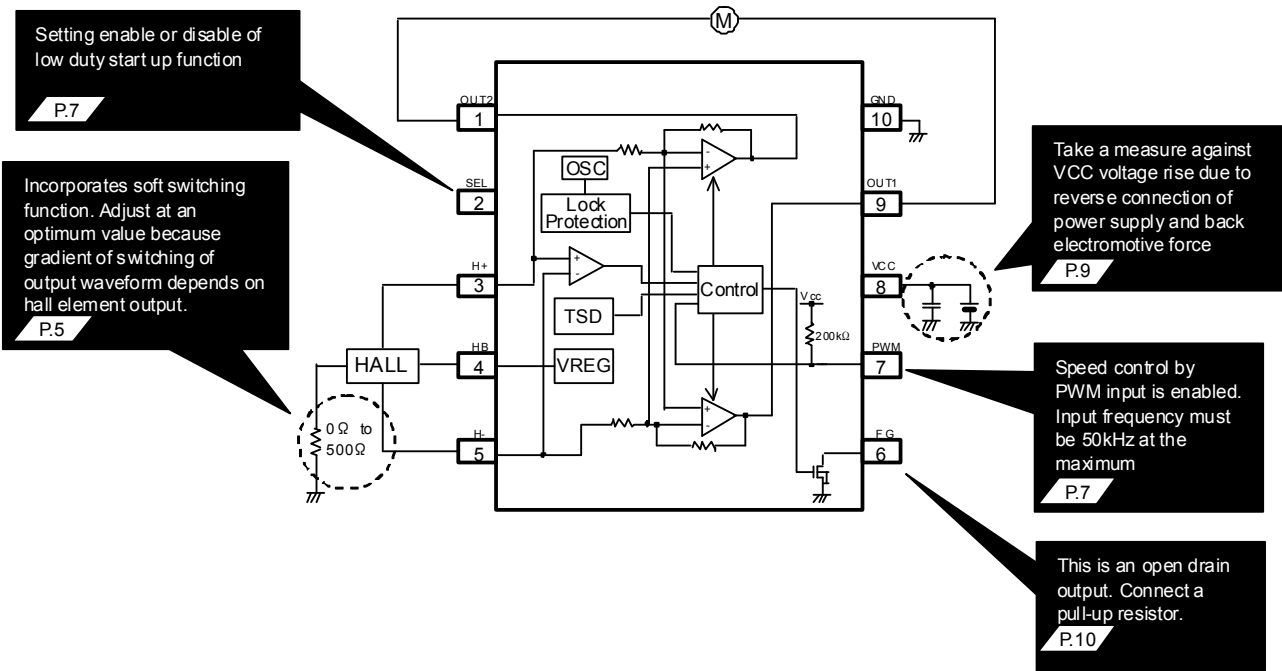 Setting enable or disable of
low duty start up function
P.7
Incorporates soft switching
function. Adjust at an
optimum value because
gradient of switching of
output waveform depends on
hall element output.
P.5
M
OUT2
1
SEL
2
H+
3
HB
4
H-
5
HALL
0Ω to
500Ω
OSC
Lock
Protection
+
-
TSD
VREG
-
+
Control
+
-
Vcc
200kΩ
GND
10
OUT1
9
VCC
8
PWM
7
FG
6
Take a measure against
VCC voltage rise due to
reverse connection of
power supply and back
electromotive force
P.9
Speed control by
PWM input is enabled.
Input frequency must
be 50kHz at the
maximum
P.7
This is an open drain
output. Connect a
pull-up resistor.
P.10